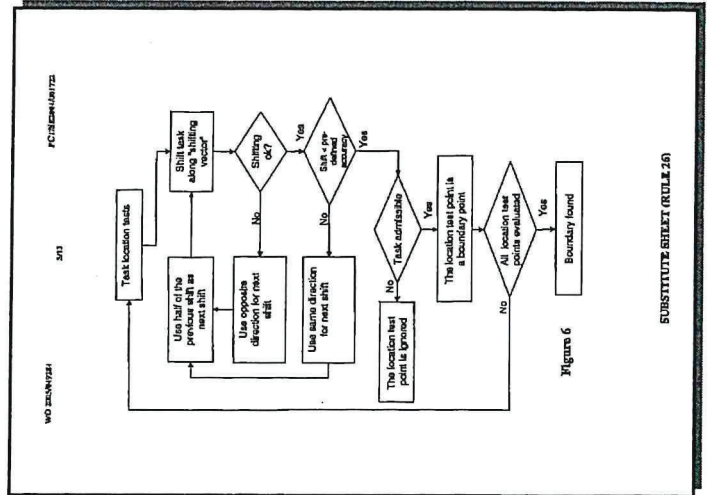 5/13
Task location tests
Shift task
along "shifting
vector"
Use half of the
previous shift as
next shift
Shifting
ok?
Yes
No
Use opposite
direction for next
shift
Shift < pre-
defined
accuracy
Yes
No
Use same direction
for next shift
Task admissible
Yes
No
The location test
point is ignored
The location test point is
a boundary point
All location test
points evaluated
Yes
No
Boundary found
Figure 6
SUBSTITUTE SHEET (RULE 26)